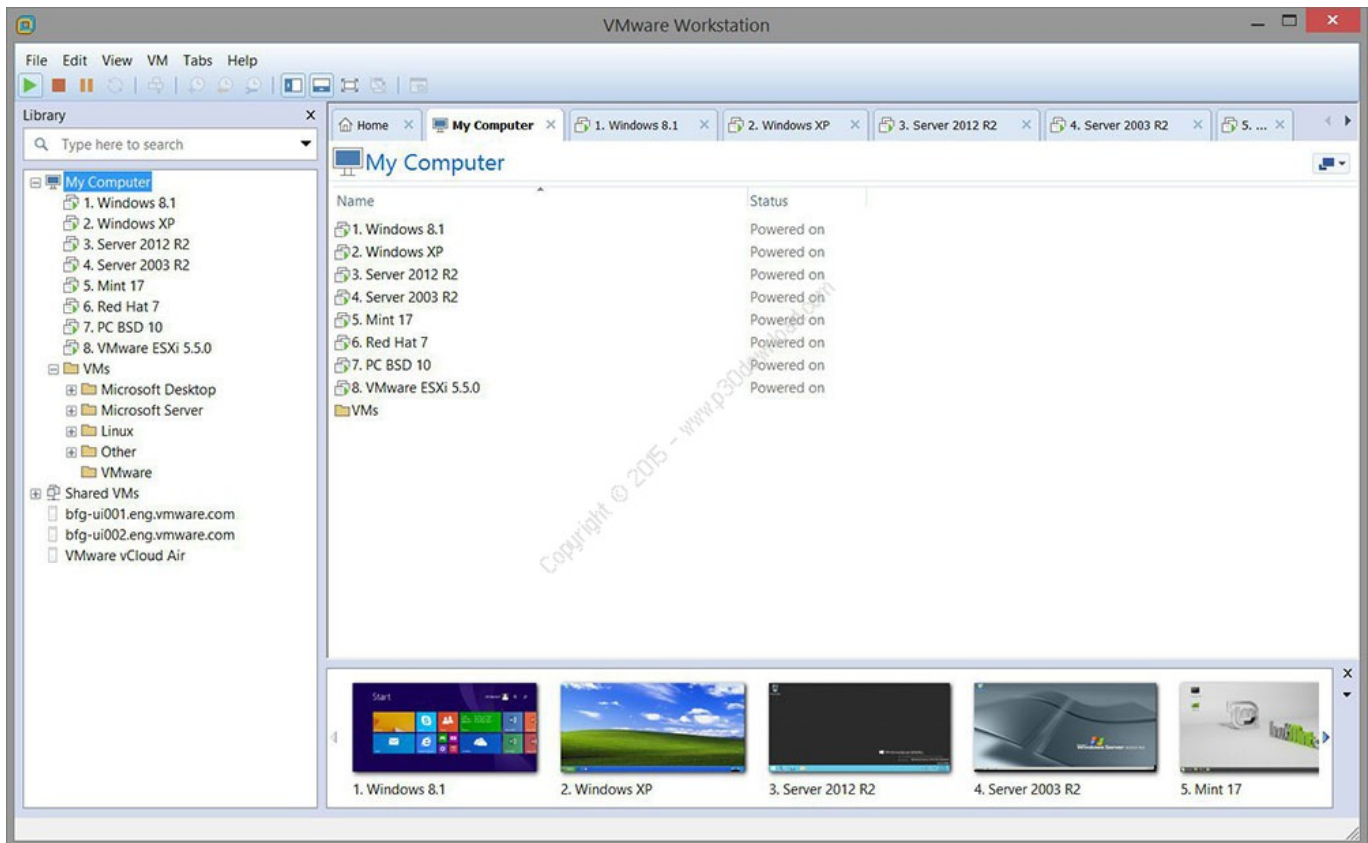 VMware Workstation
File Edit View VM Tabs Help
Library
Type here to search
My Computer
1. Windows 8.1
2. Windows XP
3. Server 2012 R2
4. Server 2003 R2
5. Mint 17
6. Red Hat 7
7. PC BSD 10
8. VMware ESXi 5.5.0
VMs
Microsoft Desktop
Microsoft Server
Linux
Other
VMware
Shared VMs
bfg-ui001.eng.vmware.com
bfg-ui002.eng.vmware.com
VMware vCloud Air
Home My Computer 1. Windows 8.1 2. Windows XP 3. Server 2012 R2 4. Server 2003 R2 5. ...
My Computer
Name Status
1. Windows 8.1 Powered on
2. Windows XP Powered on
3. Server 2012 R2 Powered on
4. Server 2003 R2 Powered on
5. Mint 17 Powered on
6. Red Hat 7 Powered on
7. PC BSD 10 Powered on
8. VMware ESXi 5.5.0 Powered on
VMs
Copyright © 2015 - www.p30download.com
Start
Windows Server
1. Windows 8.1 2. Windows XP 3. Server 2012 R2 4. Server 2003 R2 5. Mint 17